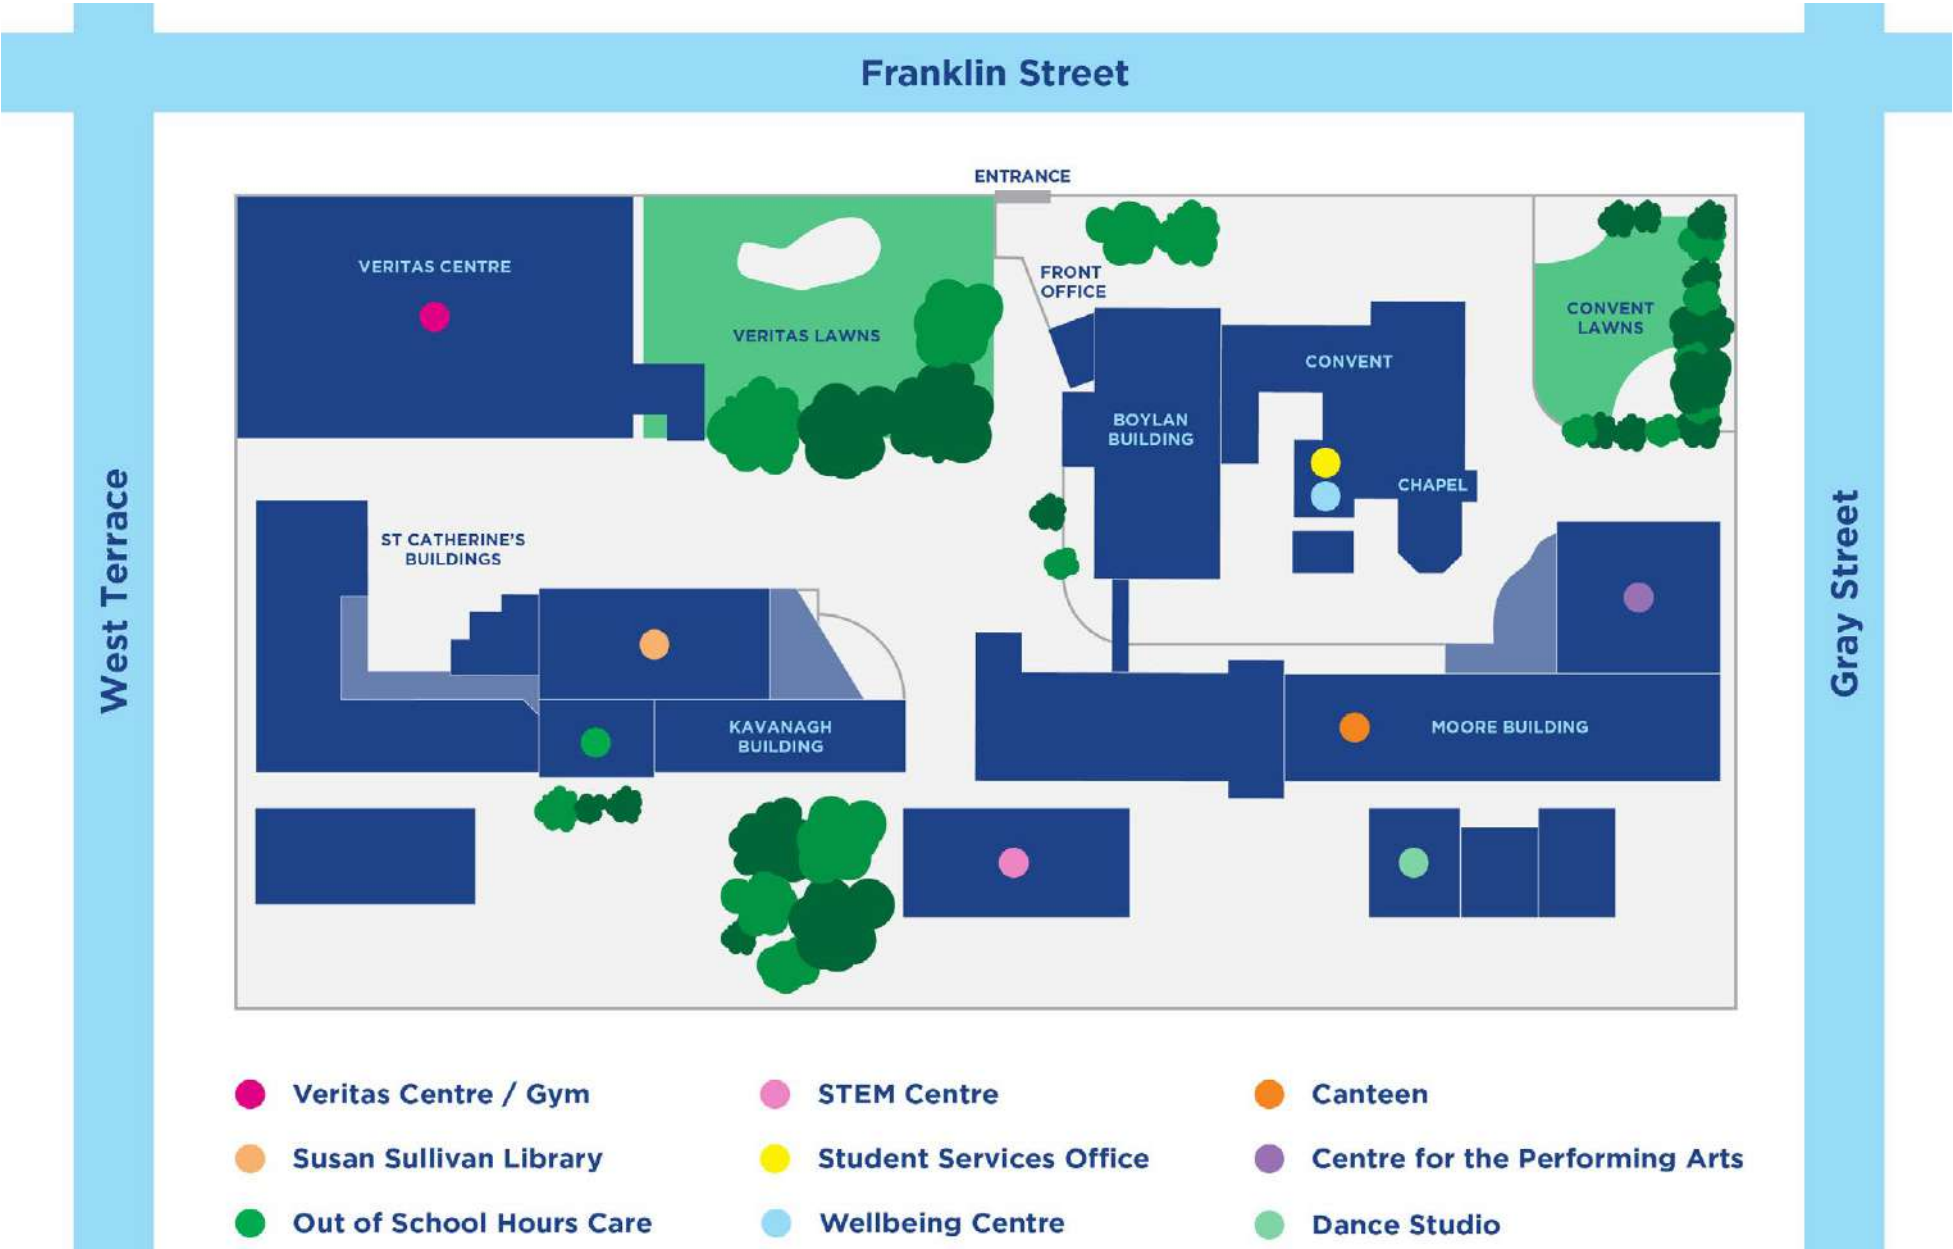 Franklin Street
ENTRANCE
VERITAS CENTRE
FRONT
OFFICE
VERITAS LAWNS
CONVENT
LAWNS
CONVENT
BOYLAN
BUILDING
CHAPEL
West Terrace
Gray Street
ST CATHERINE'S
BUILDINGS
KAVANAGH
BUILDING
MOORE BUILDING
Veritas Centre / Gym
STEM Centre
Canteen
Susan Sullivan Library
Student Services Office
Centre for the Performing Arts
Out of School Hours Care
Wellbeing Centre
Dance Studio